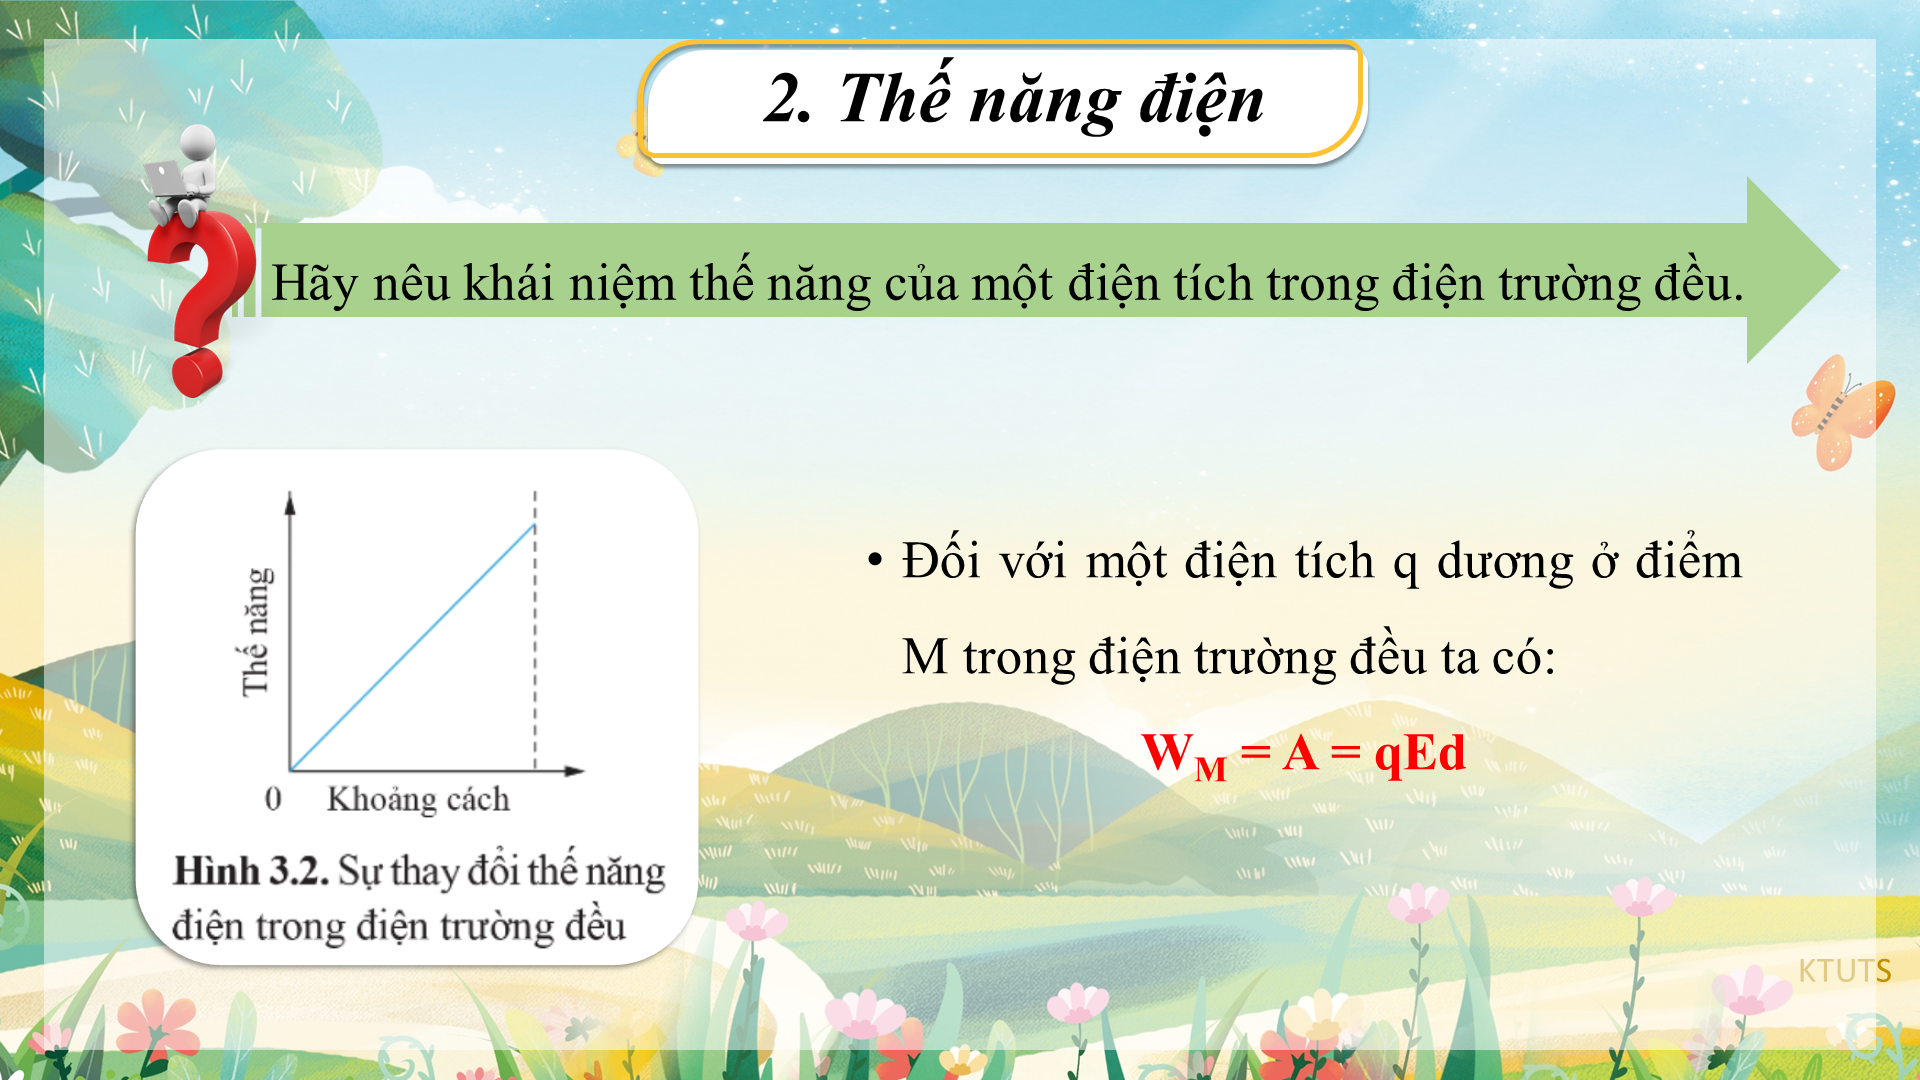 2. Thế năng điện
Hãy nêu khái niệm thế năng của một điện tích trong điện trường đều.
Thế năng
0 Khoảng cách
Hình 3.2. Sự thay đổi thế năng
điện trong điện trường đều
• Đối với một điện tích q dương ở điểm
M trong điện trường đều ta có:
W_M = A = qEd
KTUTS